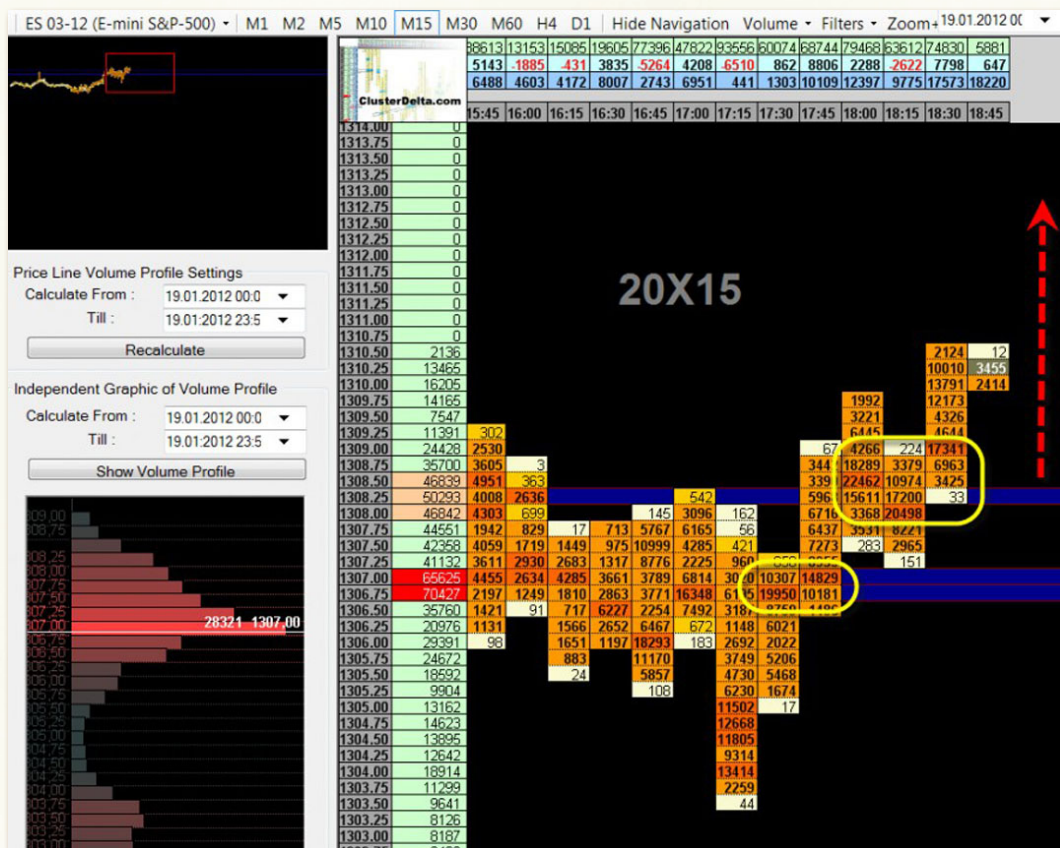 ES 03-12 (E-mini S&P-500) M1 M2 M5 M10 M15 M30 M60 H4 D1 Hide Navigation Volume Filters Zoom+ 19.01.2012 00:
ClusterDelta.com
13153 15085 19605 77396 47822 93556 60074 68744 79468 63612 74830 5881
5143 -1885 -431 3835 -5264 4208 -6510 862 8806 2288 -2622 7798 647
6488 4603 4172 8007 2743 6951 441 1303 10109 12397 9775 17573 18220
15:45 16:00 16:15 16:30 16:45 17:00 17:15 17:30 17:45 18:00 18:15 18:30 18:45
Price Line Volume Profile Settings
Calculate From : 19.01.2012 00:0
Till : 19.01.2012 23:5
Recalculate
Independent Graphic of Volume Profile
Calculate From : 19.01.2012 00:0
Till : 19.01.2012 23:5
Show Volume Profile
28321 1307,00
20X15
1314.00 0
1313.75 0
1313.50 0
1313.25 0
1313.00 0
1312.75 0
1312.50 0
1312.25 0
1312.00 0
1311.75 0
1311.50 0
1311.25 0
1311.00 0
1310.75 0
1310.50 2136 2124 12
1310.25 13465 10010 3455
1310.00 16205 13791 2414
1309.75 14165 1992 12173
1309.50 7547 3221 4326
1309.25 11391 302 6445 4644
1309.00 24428 2530 67 4266 224 17341
1308.75 35700 3605 3 344 18289 3379 6963
1308.50 46839 4951 363 339 22462 10974 3425
1308.25 50293 4008 2636 542 596 15611 17200 33
1308.00 46842 4303 699 145 3096 162 6716 3368 20498
1307.75 44551 1942 829 17 713 5767 6165 56 6437 3531 8221
1307.50 42358 4059 1719 1449 975 10999 4285 421 7273 283 2965
1307.25 41132 3611 2930 2683 1317 8776 2225 960 151
1307.00 65625 4455 2634 4285 3661 3789 6814 10307 14829
1306.75 70427 2197 1249 1810 2863 3771 16348 19950 10181
1306.50 35760 1421 91 717 6227 2254 7492 3187
1306.25 20976 1131 1566 2652 6467 672 1148 6021
1306.00 29391 98 1651 1197 18293 183 2692 2022
1305.75 24672 883 11170 3749 5206
1305.50 18592 24 5857 4730 5468
1305.25 9904 108 6230 1674
1305.00 13162 11502 17
1304.75 14623 12668
1304.50 13895 11805
1304.25 12642 9314
1304.00 18914 13414
1303.75 11299 2259
1303.50 9641 44
1303.25 8126
1303.00 8187